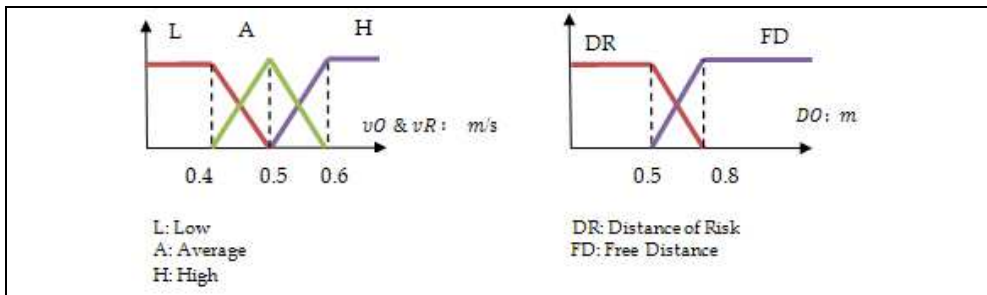 L A H
vO & vR : m/s
0.4 0.5 0.6
L: Low
A: Average
H: High
DR FD
DO: m
0.5 0.8
DR: Distance of Risk
FD: Free Distance